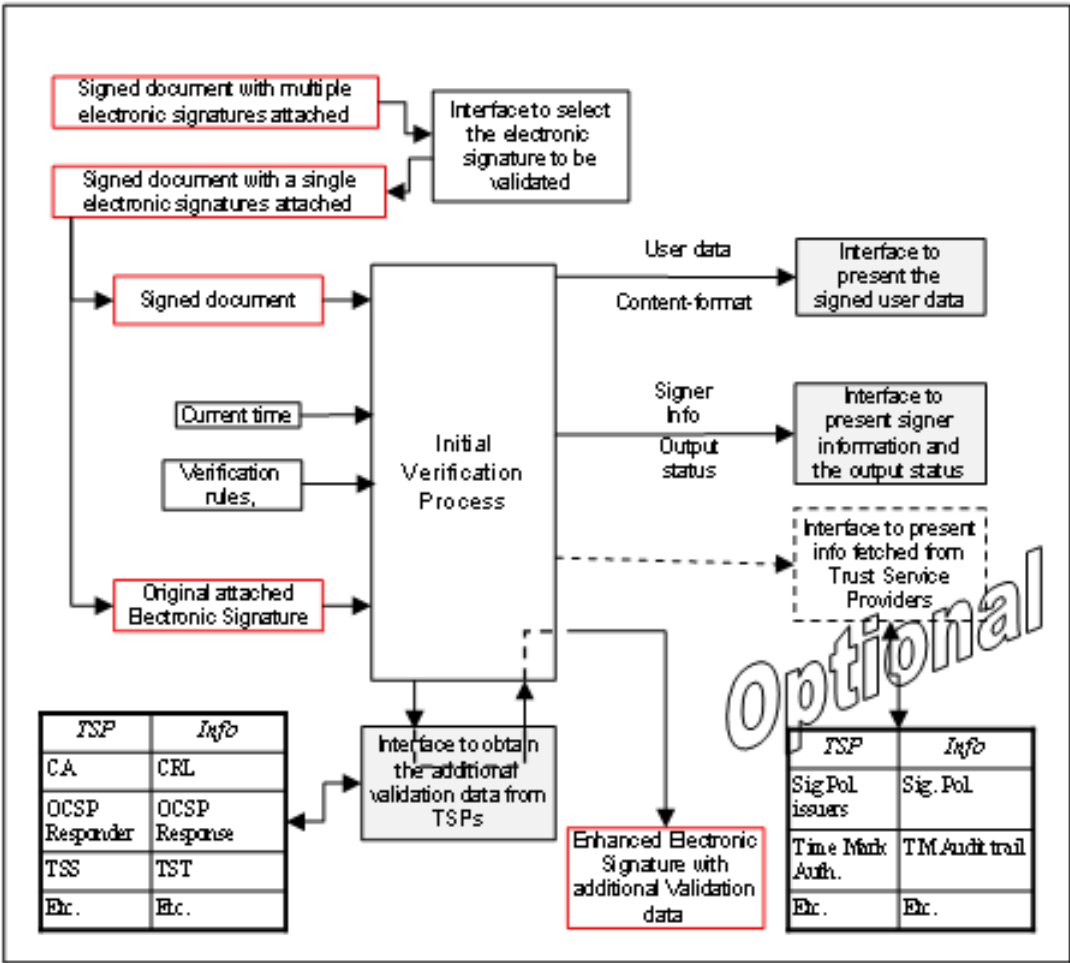 Signed document with multiple
electronic signatures attached
Interface to select
the electronic
signature to be
validated
Signed document with a single
electronic signatures attached
User data
Content-format
Interface to
present the
signed user data
Signed document
Current time
Verification
rules,
Initial
Verification
Process
Signer
Info
Output
status
Interface to
present signer
information and
the output status
Interface to present
info fetched from
Trust Service
Providers
Original attached
Electronic Signature
Optional
TSP Info
CA CRL
OCSP OCSP
Responder Response
TSS TST
Etc. Etc.
Interface to obtain
the additional
validation data from
TSPs
Enhanced Electronic
Signature with
additional Validation
data
TSP Info
Sig Pol. Sig. Pol.
issuers
Time Mark TM Audit trail
Auth.
Etc. Etc.